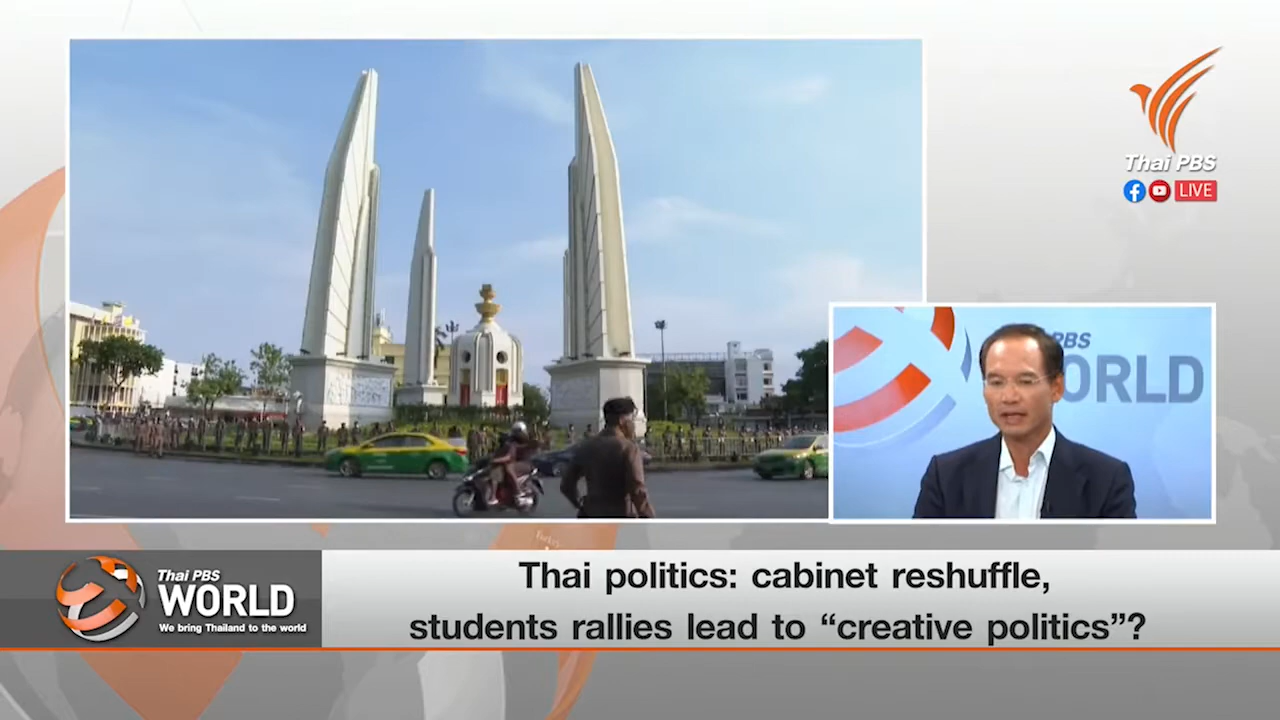 Thai PBS
LIVE
PBS
ORLD
Thai PBS
WORLD
We bring Thailand to the world
Thai politics: cabinet reshuffle,
students rallies lead to “creative politics”?